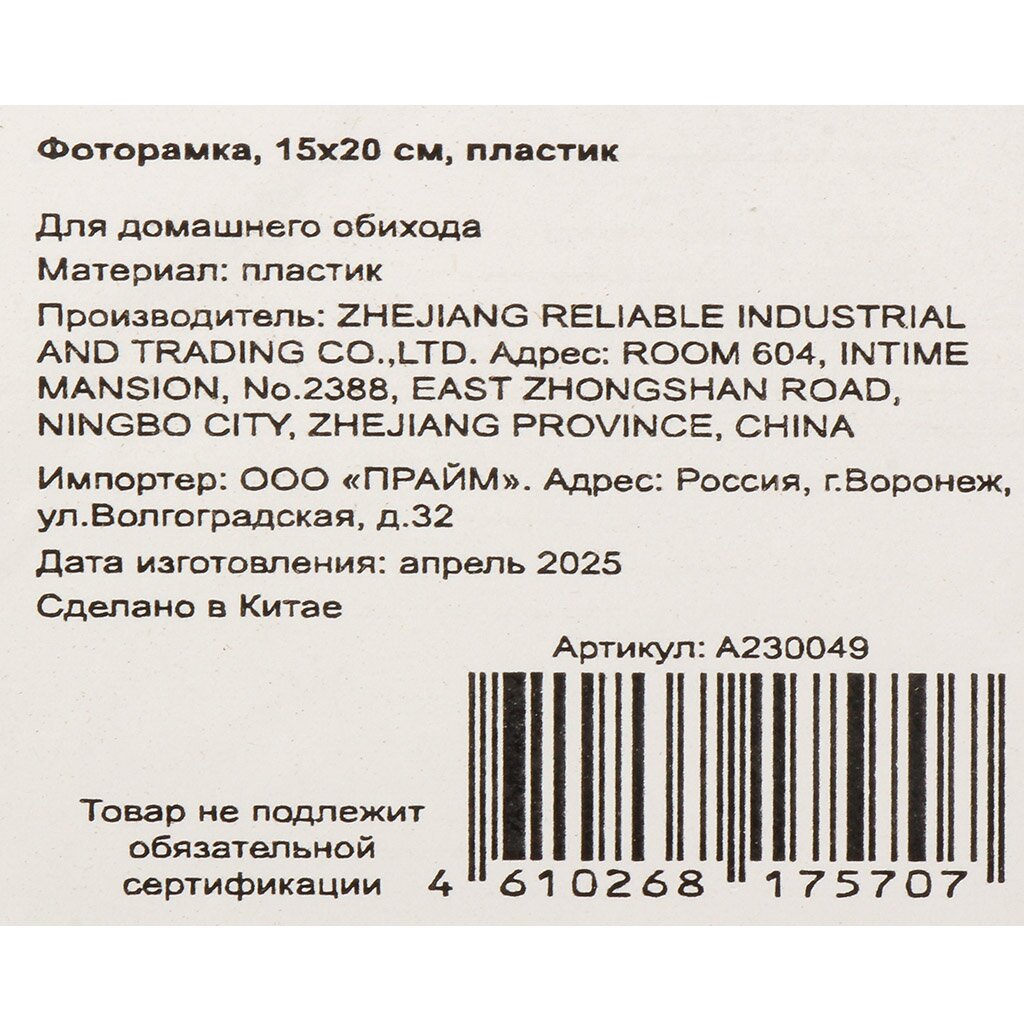 Фоторамка, 15x20 см, пластик
Для домашнего обихода
Материал: пластик
Производитель: ZHEJIANG RELIABLE INDUSTRIAL
AND TRADING CO.,LTD. Адрес: ROOM 604, INTIME
MANSION, No.2388, EAST ZHONGSHAN ROAD,
NINGBO CITY, ZHEJIANG PROVINCE, CHINA
Импортер: ООО «ПРАЙМ». Адрес: Россия, г.Воронеж,
ул.Волгоградская, д.32
Дата изготовления: апрель 2025
Сделано в Китае
Артикул: A230049
Товар не подлежит
обязательной
сертификации
4 610268 175707